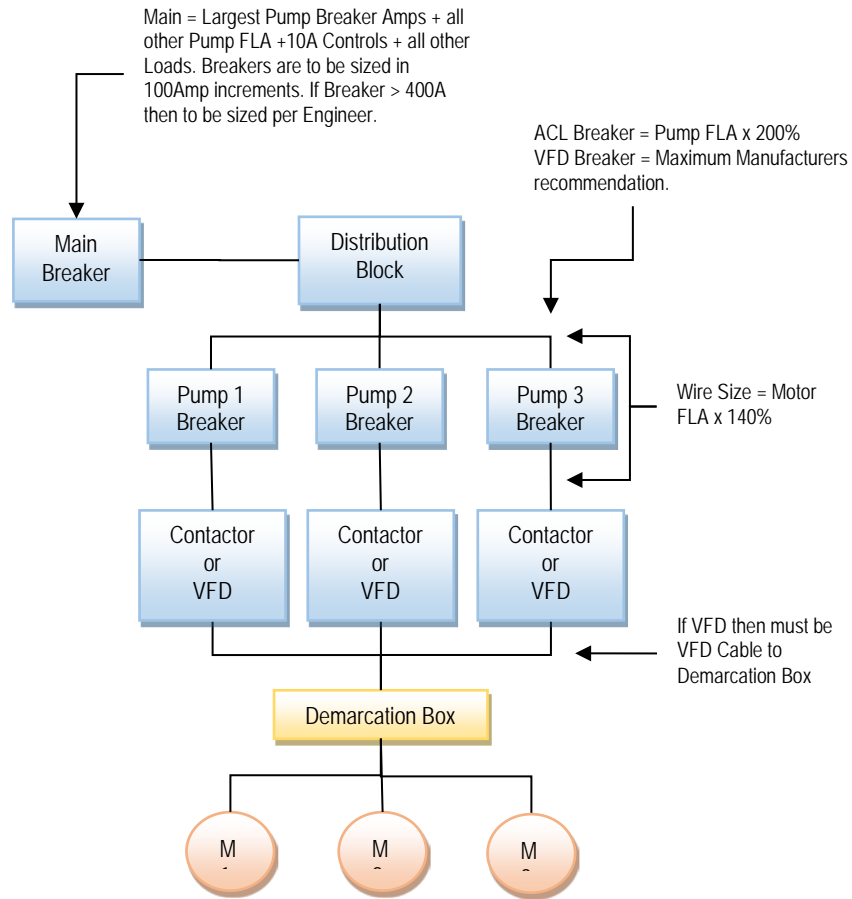 Main = Largest Pump Breaker Amps + all
other Pump FLA +10A Controls + all other
Loads. Breakers are to be sized in
100Amp increments. If Breaker > 400A
then to be sized per Engineer.
ACL Breaker = Pump FLA x 200%
VFD Breaker = Maximum Manufacturers
recommendation.
Main
Breaker
Distribution
Block
Pump 1
Breaker
Pump 2
Breaker
Pump 3
Breaker
Wire Size = Motor
FLA x 140%
Contactor
or
VFD
Contactor
or
VFD
Contactor
or
VFD
If VFD then must be
VFD Cable to
Demarcation Box
Demarcation Box
M
M
M